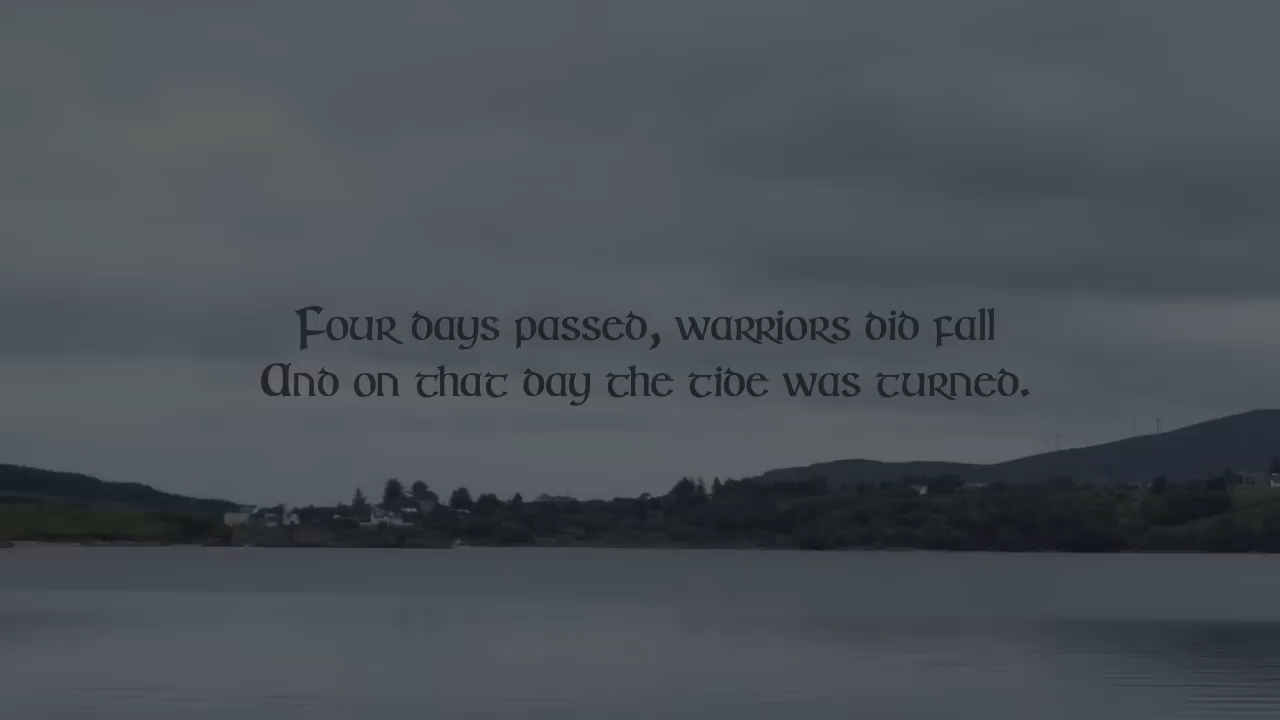 Four days passed, warriors did fall
And on that day the tide was turned.